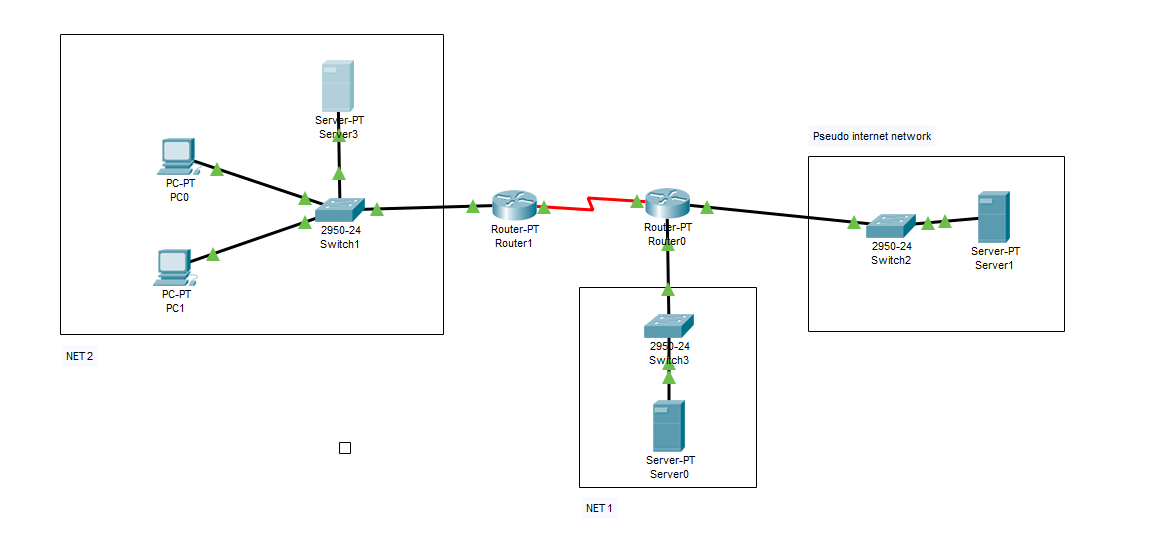 Server-PT
Server3
PC-PT
PC0
2950-24
Switch1
PC-PT
PC1
NET 2
Router-PT
Router1
Router-PT
Router0
Pseudo internet network
2950-24
Switch2
Server-PT
Server1
2950-24
Switch3
Server-PT
Server0
NET 1